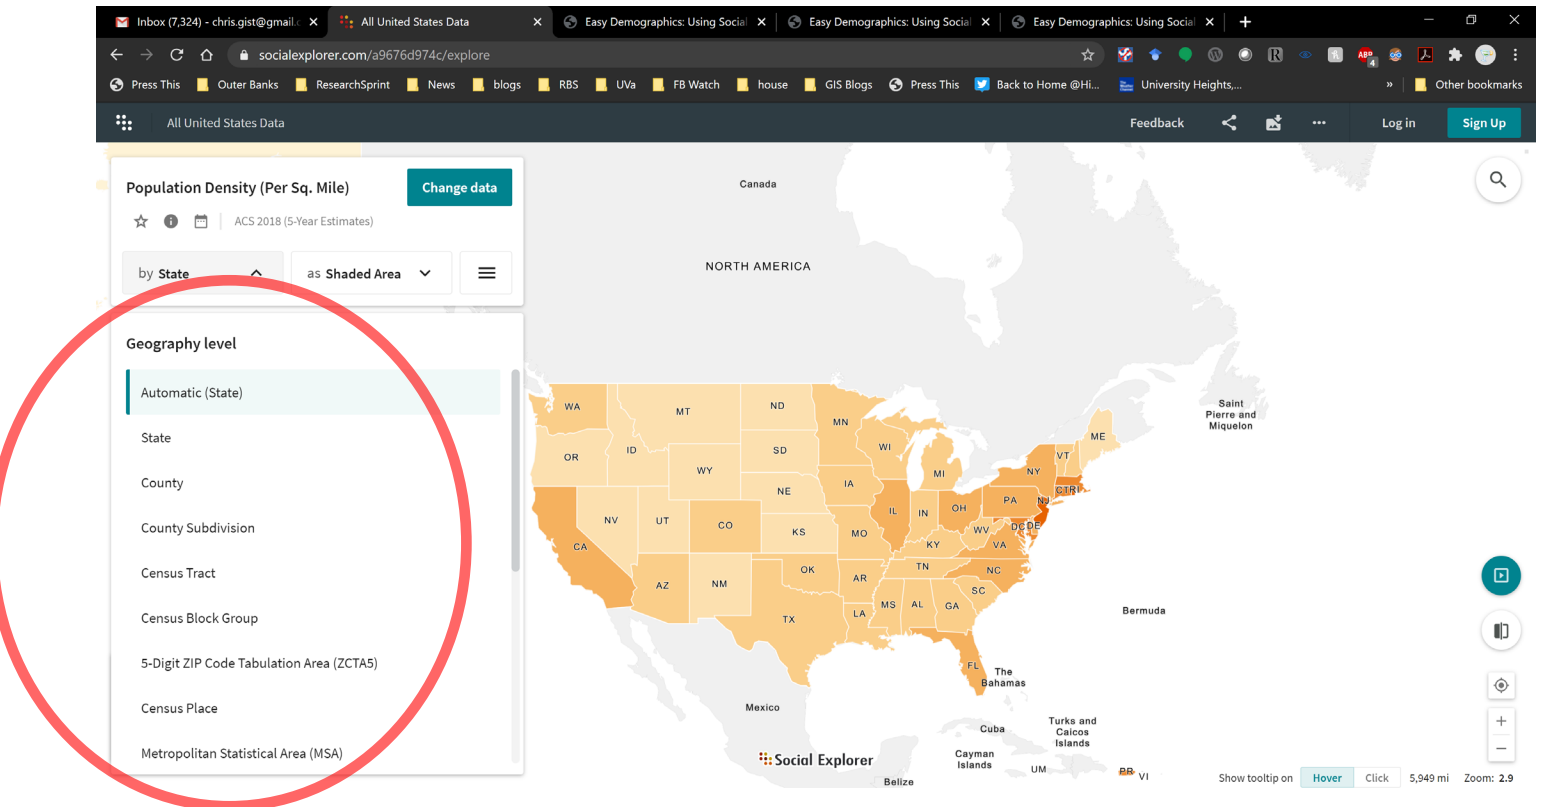 Inbox (7,324) - chris.gist@gmail.c
All United States Data
Easy Demographics: Using Social
Easy Demographics: Using Social
Easy Demographics: Using Social
socialexplorer.com/a9676d974c/explore
ABP
4
Press This
Outer Banks
ResearchSprint
News
blogs
RBS
UVa
FB Watch
house
GIS Blogs
Press This
Back to Home @Hi...
University Heights,...
»
Other bookmarks
All United States Data
Feedback
Log in
Sign Up
Population Density (Per Sq. Mile)
Change data
ACS 2018 (5-Year Estimates)
by State
as Shaded Area
Geography level
Automatic (State)
State
County
County Subdivision
Census Tract
Census Block Group
5-Digit ZIP Code Tabulation Area (ZCTA5)
Census Place
Metropolitan Statistical Area (MSA)
Canada
NORTH AMERICA
Saint
Pierre and
Miquelon
WA
MT
ND
MN
ME
OR
ID
SD
WI
VT
WY
MI
NY
NE
IA
CT
RI
PA
NJ
IL
IN
OH
NV
UT
CO
KS
MO
WV
DC
DE
CA
KY
VA
OK
TN
NC
AZ
NM
AR
SC
TX
LA
MS
AL
GA
FL
Bermuda
The
Bahamas
Mexico
Cuba
Turks and
Caicos
Islands
Social Explorer
Cayman
Islands
UM
PR
VI
Belize
Show tooltip on
Hover
Click
5,949 mi
Zoom: 2.9